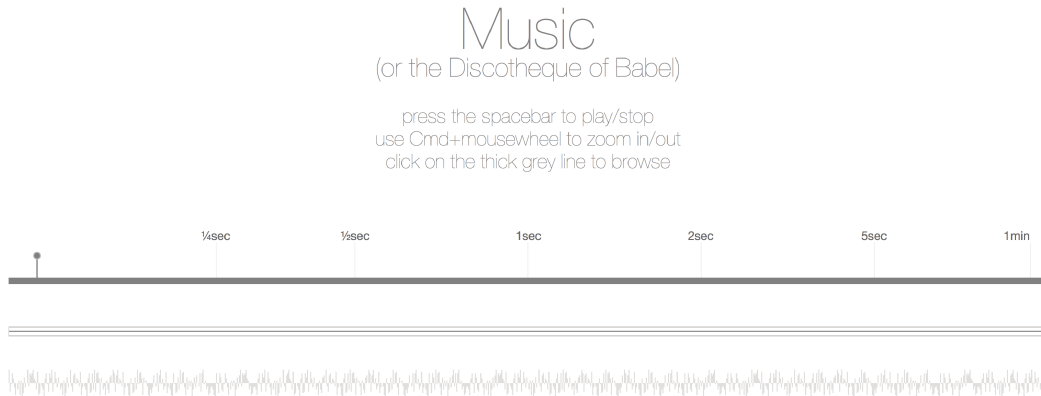 Music
(or the Discotheque of Babel)
press the spacebar to play/stop
use Cmd+mousewheel to zoom in/out
click on the thick grey line to browse
¼sec ½sec 1sec 2sec 5sec 1min